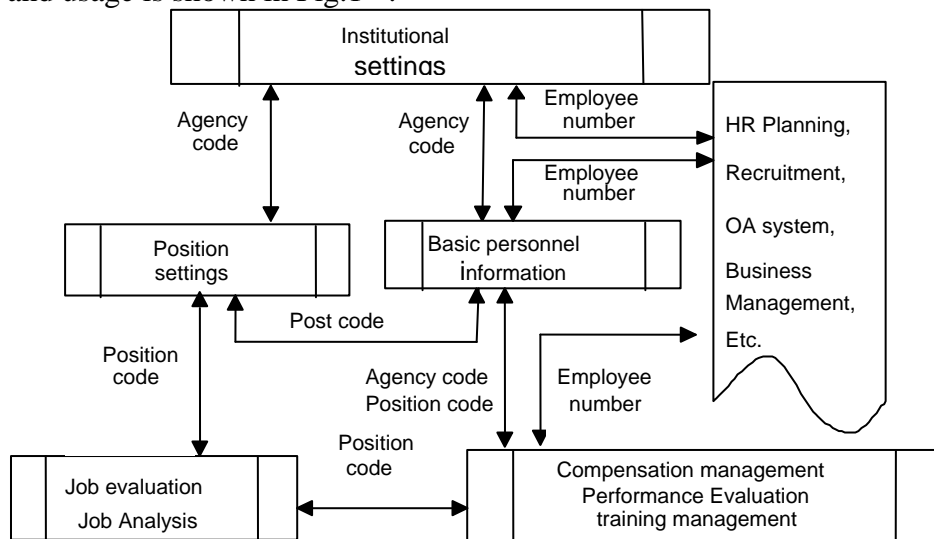 and usage is shown in Fig.1
Institutional
settings
Agency
code
Agency
code
Employee
number
HR Planning,
Recruitment,
OA system,
Business
Management,
Etc.
Employee
number
Position
settings
Basic personnel
information
Post code
Position
code
Agency code
Position code
Employee
number
Position
code
Job evaluation
Job Analysis
Compensation management
Performance Evaluation
training management